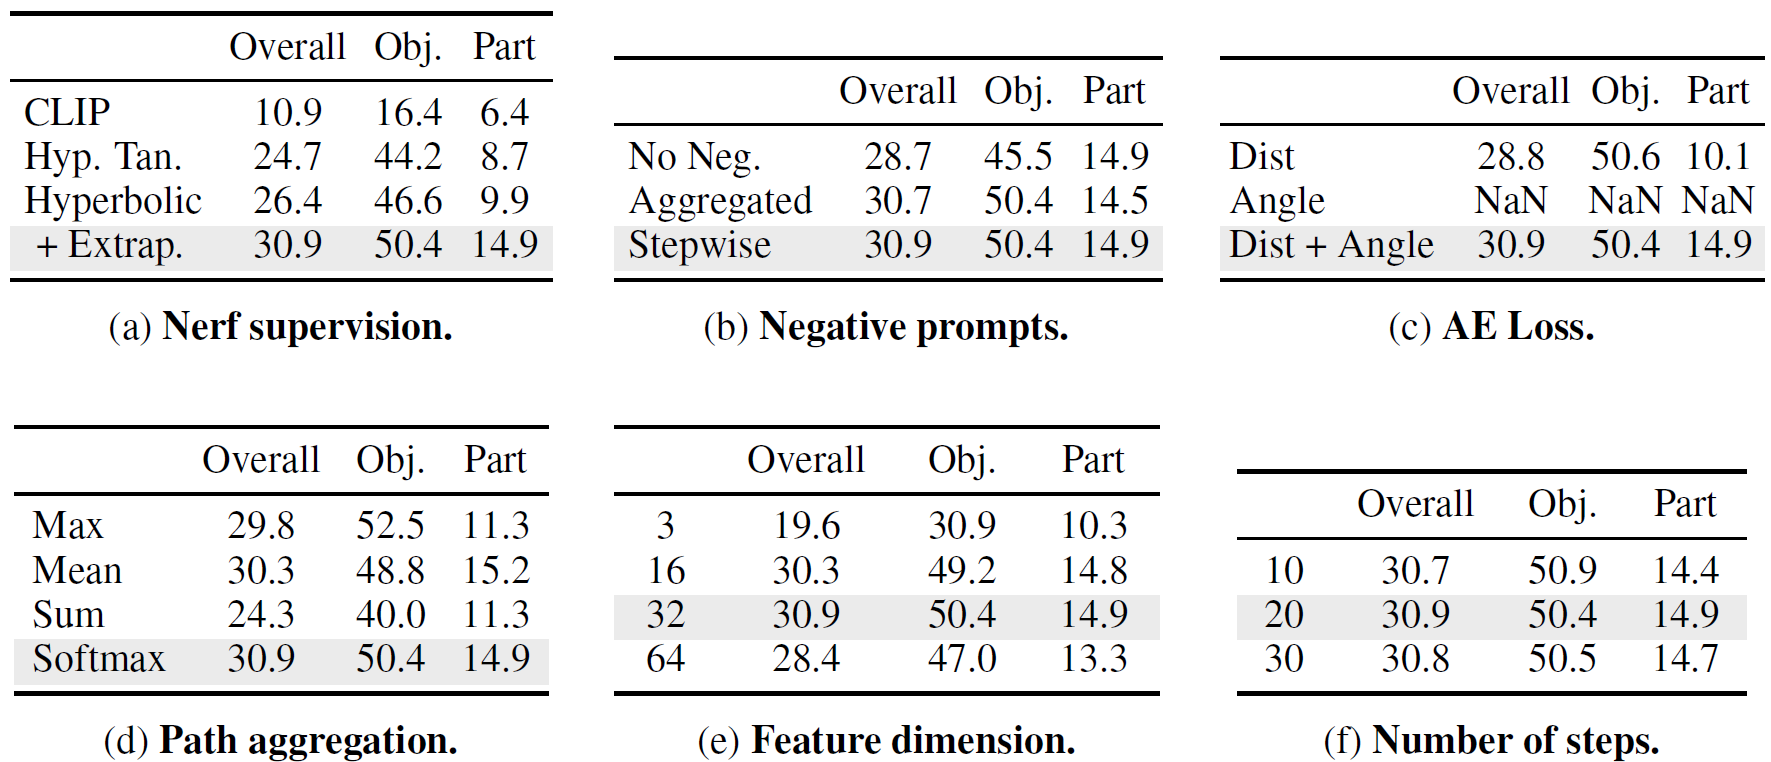 Overall Obj. Part
CLIP 10.9 16.4 6.4
Hyp. Tan. 24.7 44.2 8.7
Hyperbolic 26.4 46.6 9.9
+ Extrap. 30.9 50.4 14.9
(a) Nerf supervision.
Overall Obj. Part
No Neg. 28.7 45.5 14.9
Aggregated 30.7 50.4 14.5
Stepwise 30.9 50.4 14.9
(b) Negative prompts.
Overall Obj. Part
Dist 28.8 50.6 10.1
Angle NaN NaN NaN
Dist + Angle 30.9 50.4 14.9
(c) AE Loss.
Overall Obj. Part
Max 29.8 52.5 11.3
Mean 30.3 48.8 15.2
Sum 24.3 40.0 11.3
Softmax 30.9 50.4 14.9
(d) Path aggregation.
Overall Obj. Part
3 19.6 30.9 10.3
16 30.3 49.2 14.8
32 30.9 50.4 14.9
64 28.4 47.0 13.3
(e) Feature dimension.
Overall Obj. Part
10 30.7 50.9 14.4
20 30.9 50.4 14.9
30 30.8 50.5 14.7
(f) Number of steps.